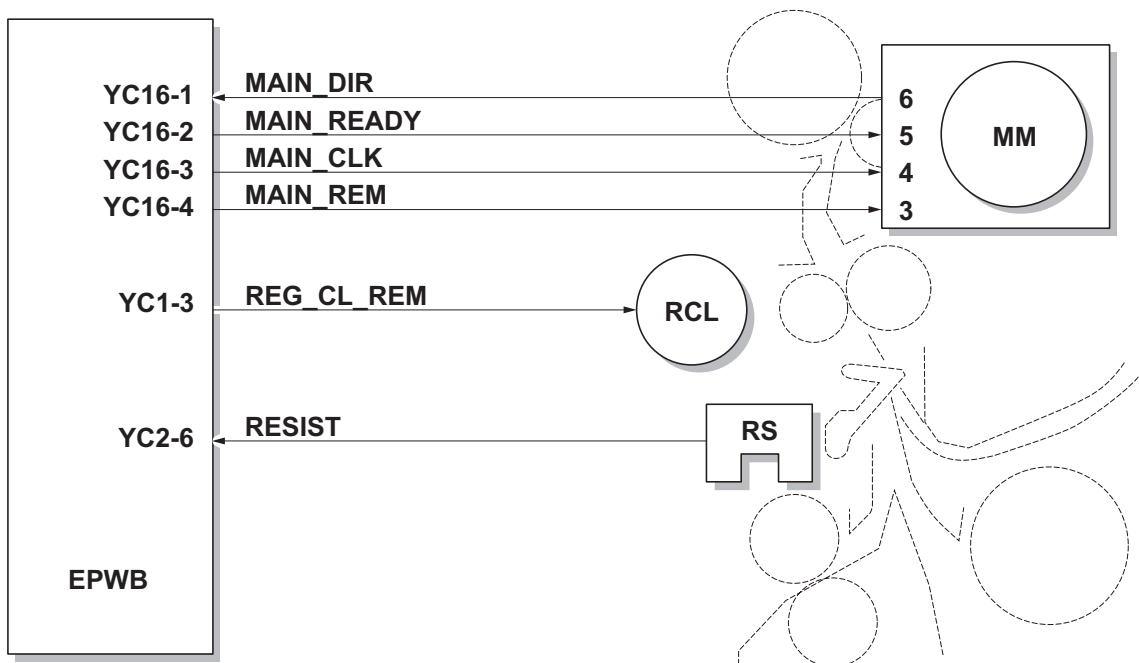 YC16-1 MAIN_DIR 6
YC16-2 MAIN_READY 5
YC16-3 MAIN_CLK 4
YC16-4 MAIN_REM 3
MM
YC1-3 REG_CL_REM RCL
YC2-6 RESIST RS
EPWB